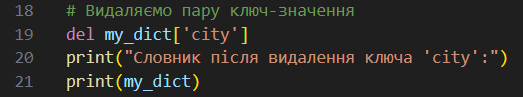 18 # Видаляємо пару ключ-значення
19 del my_dict['city']
20 print("Словник після видалення ключа 'city':")
21 print(my_dict)